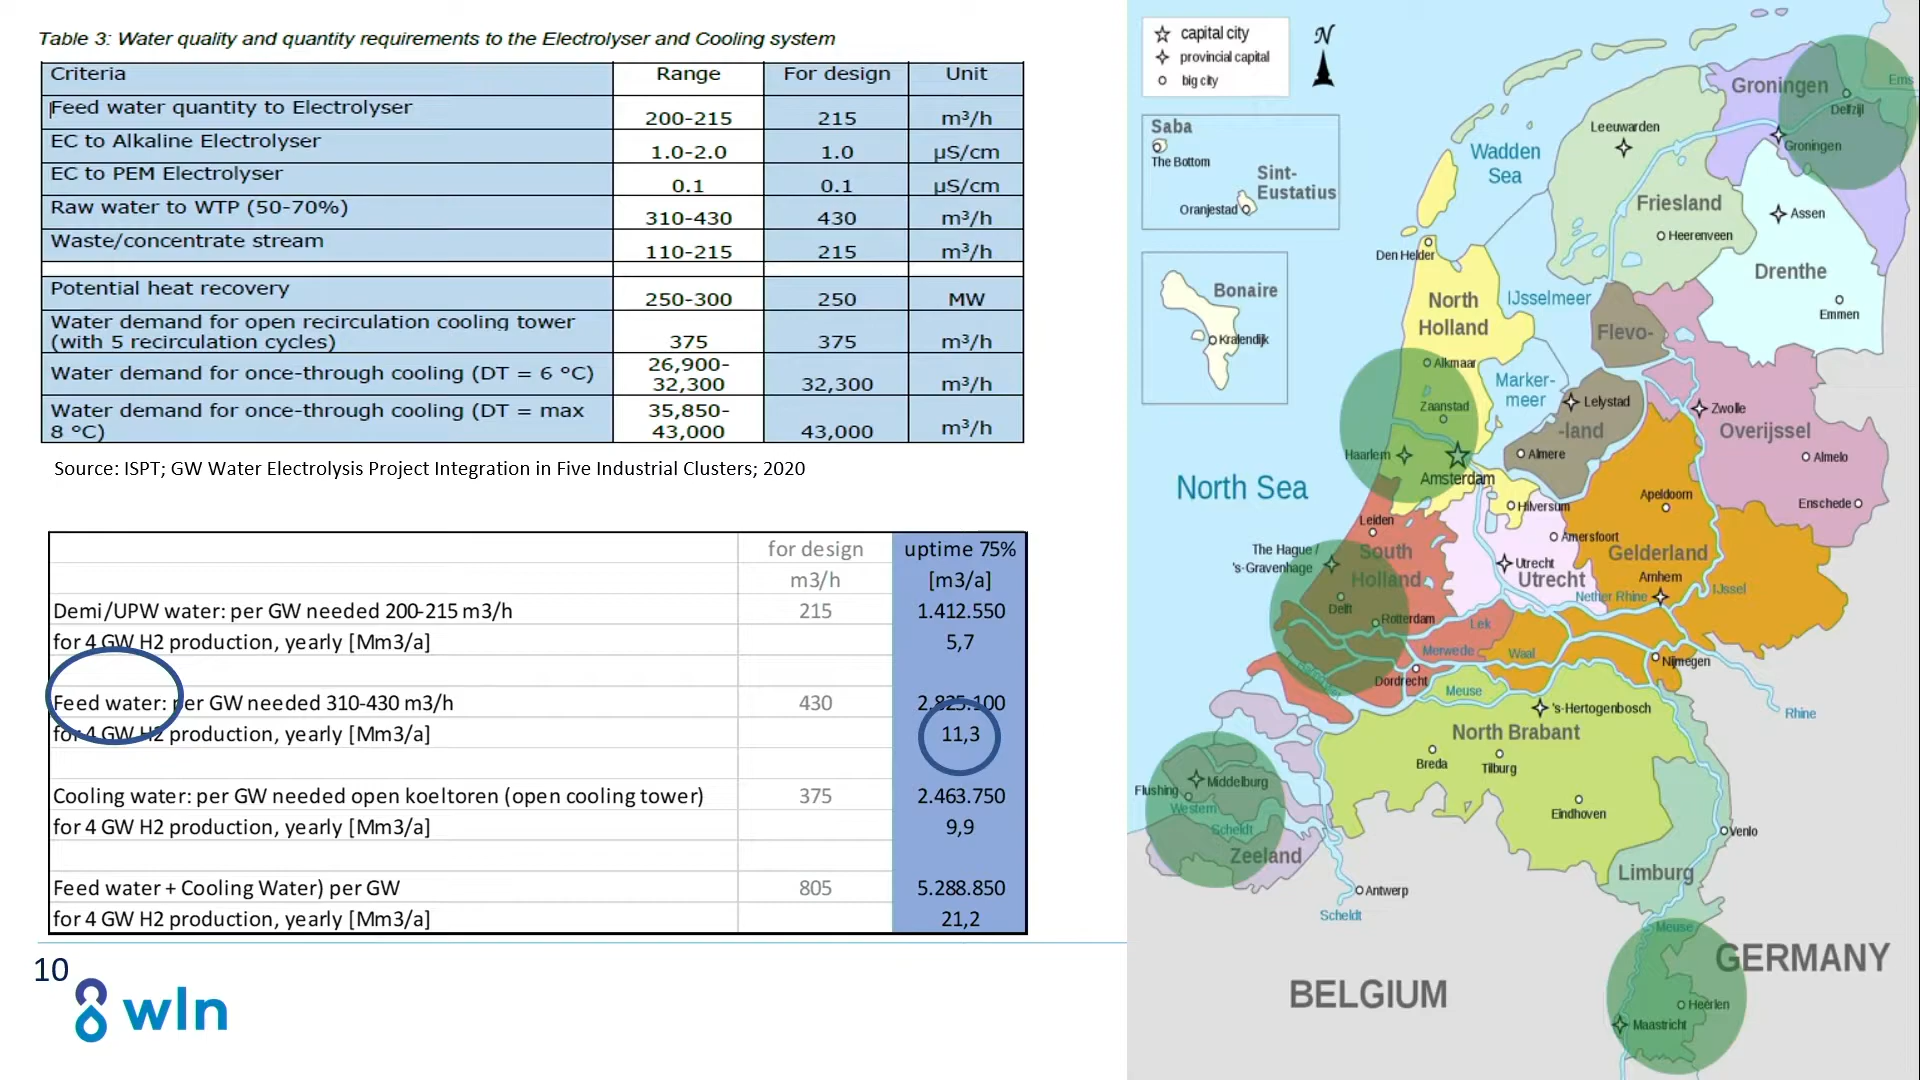 Table 3: Water quality and quantity requirements to the Electrolyser and Cooling system
Criteria Range For design Unit
Feed water quantity to Electrolyser 200-215 215 m³/h
EC to Alkaline Electrolyser 1.0-2.0 1.0 µS/cm
EC to PEM Electrolyser 0.1 0.1 µS/cm
Raw water to WTP (50-70%) 310-430 430 m³/h
Waste/concentrate stream 110-215 215 m³/h
Potential heat recovery 250-300 250 MW
Water demand for open recirculation cooling tower
(with 5 recirculation cycles) 375 375 m³/h
Water demand for once-through cooling (DT = 6 °C) 26,900-
32,300 32,300 m³/h
Water demand for once-through cooling (DT = max 35,850-
8 °C) 43,000 43,000 m³/h
Source: ISPT; GW Water Electrolysis Project Integration in Five Industrial Clusters; 2020
for design uptime 75%
m3/h [m3/a]
Demi/UPW water: per GW needed 200-215 m3/h 215 1.412.550
for 4 GW H2 production, yearly [Mm3/a] 5,7
Feed water: per GW needed 310-430 m3/h 430 2.825.100
for 4 GW H2 production, yearly [Mm3/a] 11,3
Cooling water: per GW needed open koeltoren (open cooling tower) 375 2.463.750
for 4 GW H2 production, yearly [Mm3/a] 9,9
Feed water + Cooling Water) per GW 805 5.288.850
for 4 GW H2 production, yearly [Mm3/a] 21,2
10
wln
capital city
provincial capital
big city
N
Saba
The Bottom
Sint-
Eustatius
Oranjestad
Bonaire
Kralendijk
Groningen
Ems
Delfzijl
Groningen
Leeuwarden
Wadden
Sea
Friesland
Heerenveen
Assen
Drenthe
Emmen
Den Helder
North
Holland
IJsselmeer
Flevo-
-land
Alkmaar
Marker-
meer
Lelystad
Zwolle
Overijssel
Zaanstad
Haarlem
Amsterdam
Almere
Almelo
Enschede
North Sea
Hilversum
Apeldoorn
Leiden
Amersfoort
The Hague /
's-Gravenhage
South
Holland
Utrecht
Utrecht
Gelderland
Arnhem
Nether Rhine
IJssel
Delft
Rotterdam
Lek
Merwede
Waal
Nijmegen
Dordrecht
Meuse
's-Hertogenbosch
Rhine
North Brabant
Breda
Tilburg
Middelburg
Flushing
Western
Scheldt
Eindhoven
Venlo
Zeeland
Limburg
Antwerp
Scheldt
Meuse
GERMANY
BELGIUM
Heerlen
Maastricht